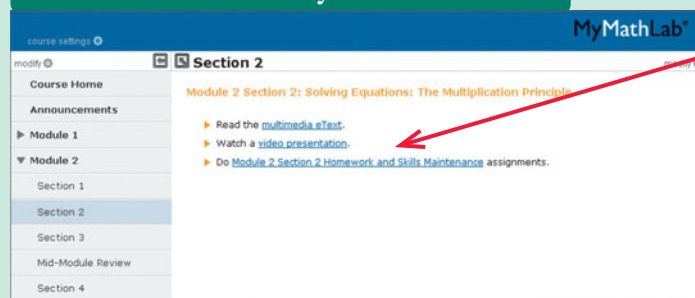 course settings
MyMathLab®
modify
Section 2
Course Home
Module 2 Section 2: Solving Equations: The Multiplication Principle
Announcements
Read the multimedia eText.
Module 1
Watch a video presentation.
Module 2
Do Module 2 Section 2 Homework and Skills Maintenance assignments.
Section 1
Section 2
Section 3
Mid-Module Review
Section 4